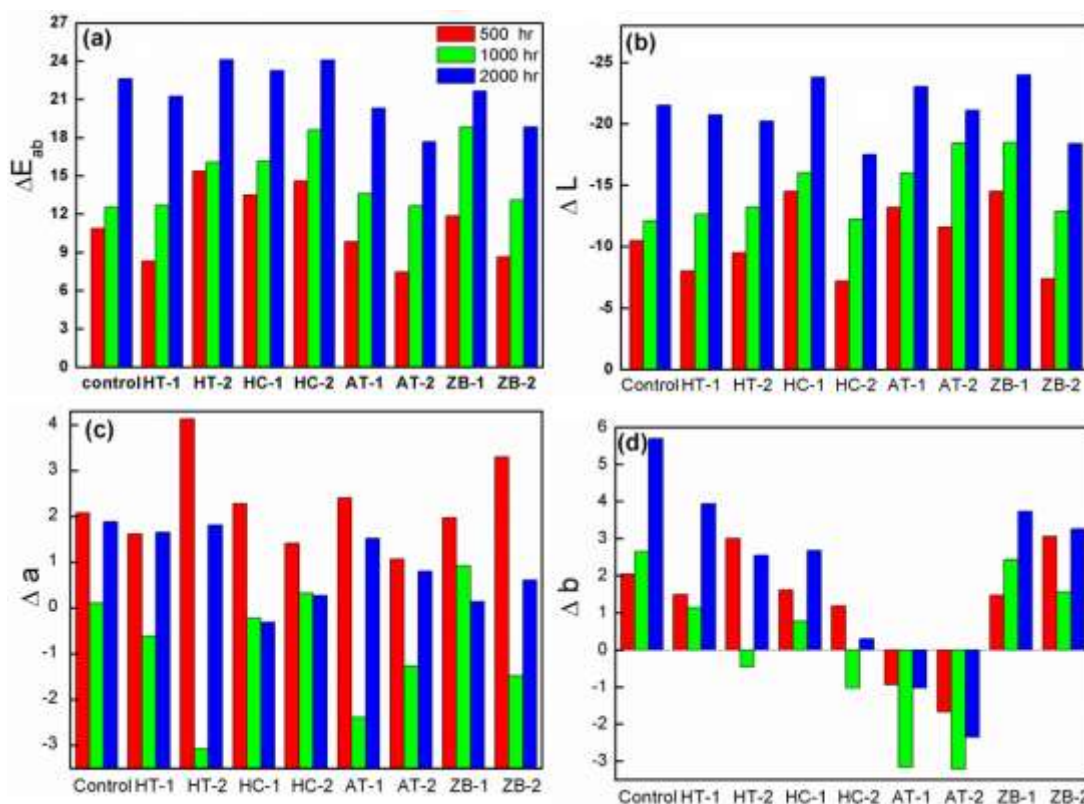 (a)
500 hr
1000 hr
2000 hr
ΔE_ab
27
24
21
18
15
12
9
6
3
0
control HT-1 HT-2 HC-1 HC-2 AT-1 AT-2 ZB-1 ZB-2
(b)
Δ L
-25
-20
-15
-10
-5
0
Control HT-1 HT-2 HC-1 HC-2 AT-1 AT-2 ZB-1 ZB-2
(c)
Δ a
4
3
2
1
0
-1
-2
-3
Control HT-1 HT-2 HC-1 HC-2 AT-1 AT-2 ZB-1 ZB-2
(d)
Δ b
6
5
4
3
2
1
0
-1
-2
-3
Control HT-1 HT-2 HC-1 HC-2 AT-1 AT-2 ZB-1 ZB-2